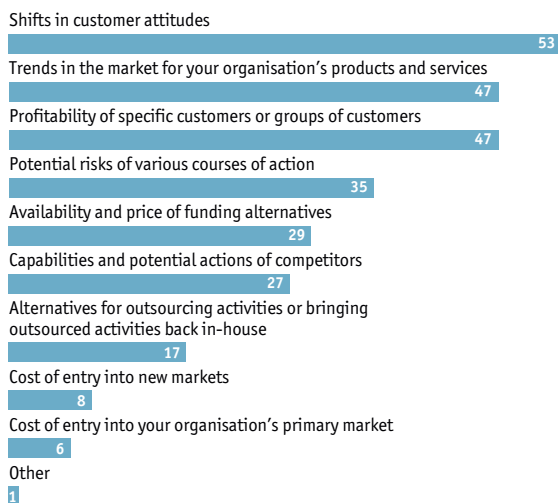 Shifts in customer attitudes
53
Trends in the market for your organisation’s products and services
47
Profitability of specific customers or groups of customers
47
Potential risks of various courses of action
35
Availability and price of funding alternatives
29
Capabilities and potential actions of competitors
27
Alternatives for outsourcing activities or bringing
outsourced activities back in-house
17
Cost of entry into new markets
8
Cost of entry into your organisation’s primary market
6
Other
1